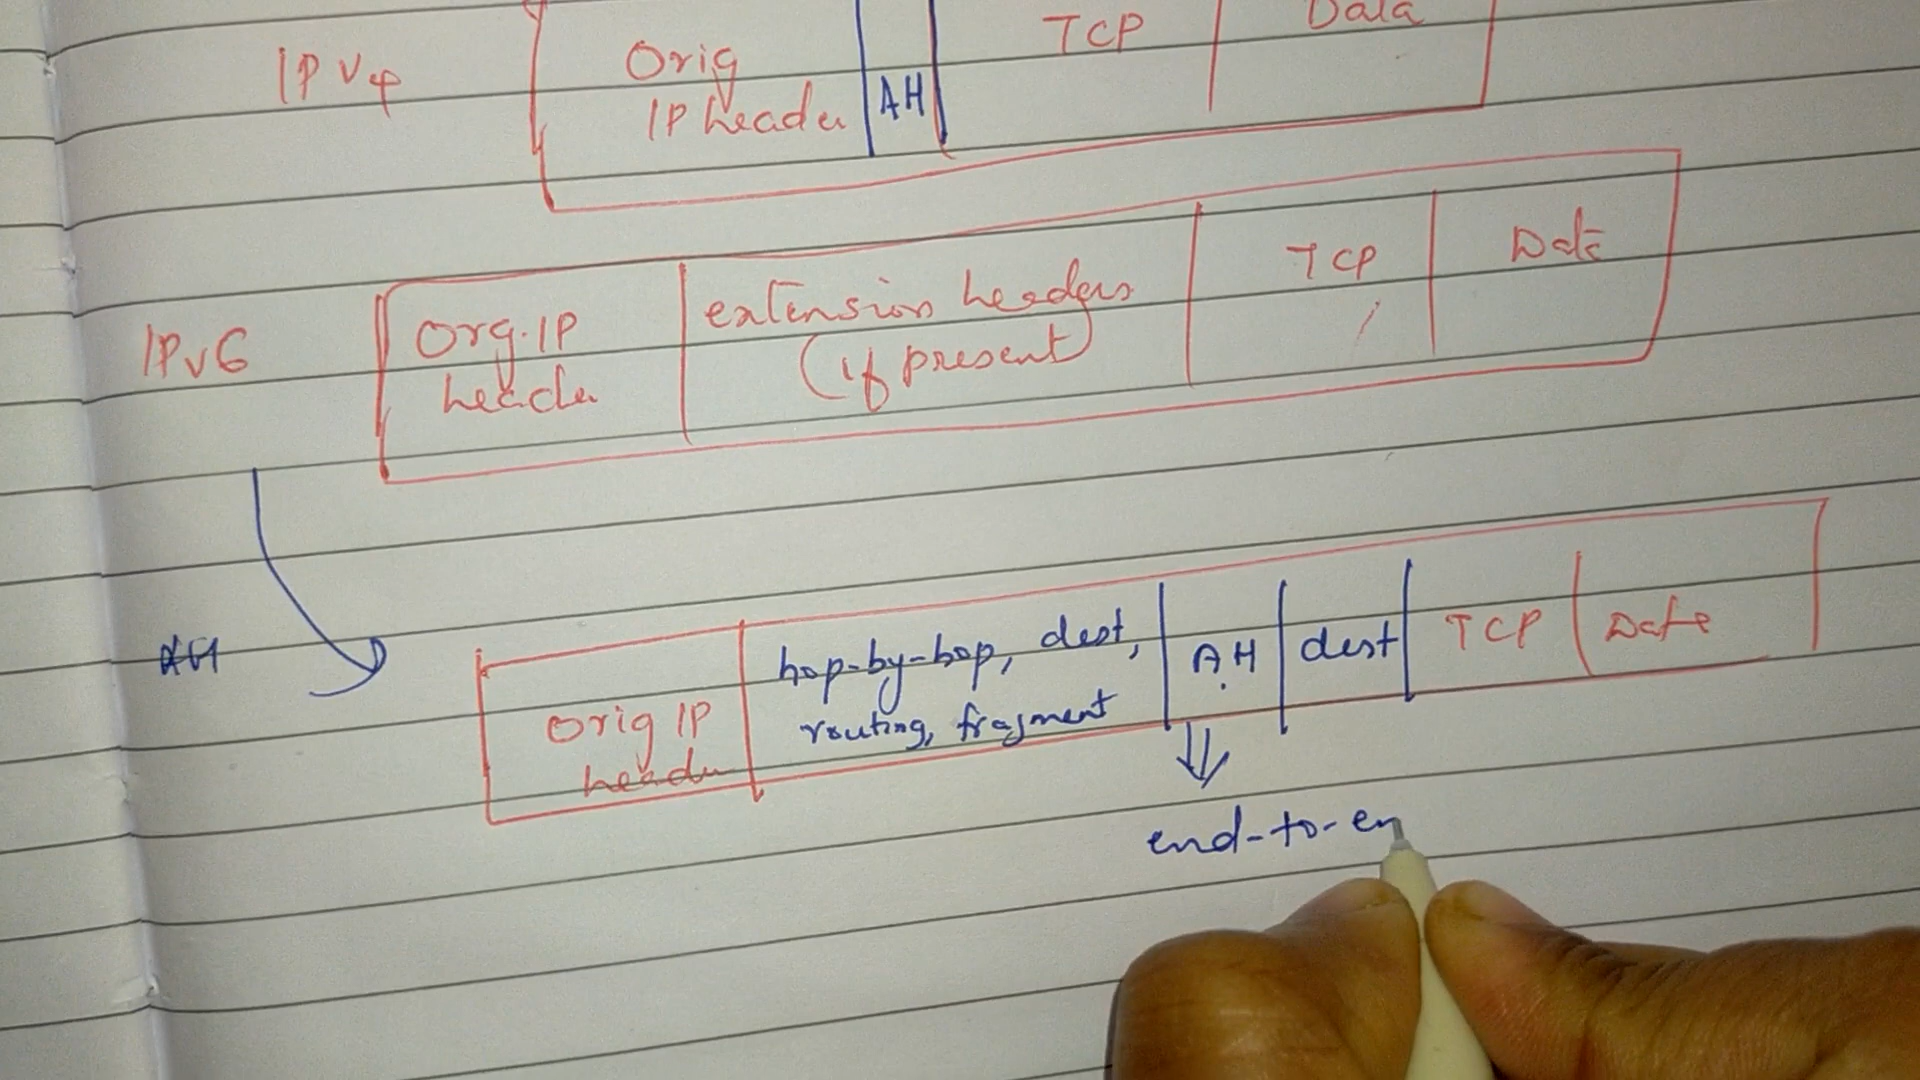 IPv4 Orig TCP Data
IP header AH
IPv6 Org.IP extension headers TCP Data
header (if present)
AH
Orig IP hop-by-hop, dest, AH dest TCP Data
header routing, fragment
end-to-en